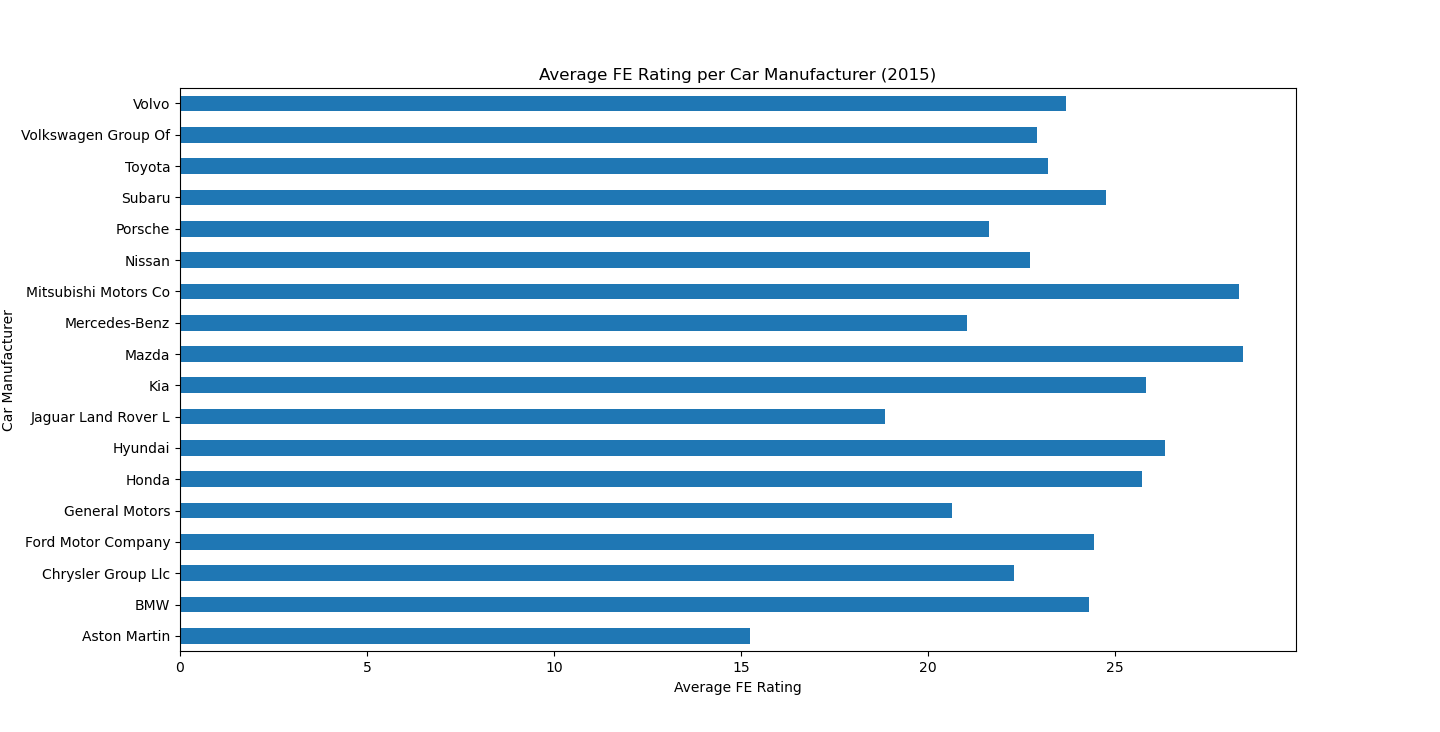 Average FE Rating per Car Manufacturer (2015)
Car Manufacturer
Volvo
Volkswagen Group Of
Toyota
Subaru
Porsche
Nissan
Mitsubishi Motors Co
Mercedes-Benz
Mazda
Kia
Jaguar Land Rover L
Hyundai
Honda
General Motors
Ford Motor Company
Chrysler Group Llc
BMW
Aston Martin
0 5 10 15 20 25
Average FE Rating